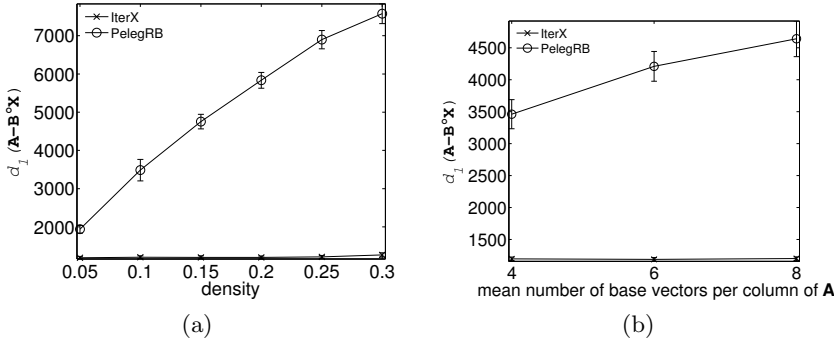 IterX
PelegRB
7000
6000
5000
4000
3000
2000
d₁ (A−B°X)
0.05 0.1 0.15 0.2 0.25 0.3
density
(a)
IterX
PelegRB
4500
4000
3500
3000
2500
2000
1500
d₁ (A−B°X)
4 6 8
mean number of base vectors per column of A
(b)